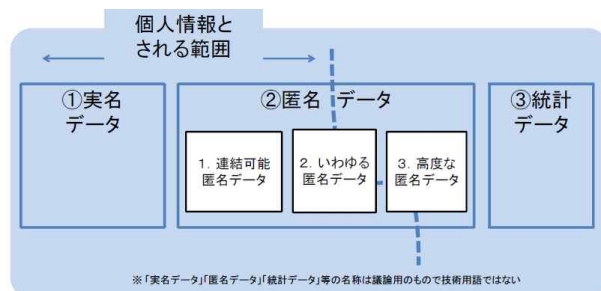 個人情報と
される範囲
①実名
データ
②匿名 データ
③統計
データ
1. 連結可能
匿名データ
2. いわゆる
匿名データ
3. 高度な
匿名データ
※「実名データ」「匿名データ」「統計データ」等の名称は議論用のもので技術用語ではない